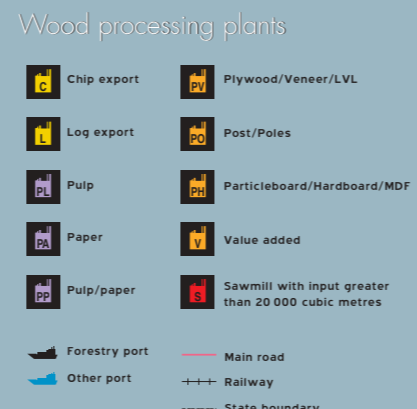 Wood processing plants
C Chip export
PV Plywood/Veneer/LVL
L Log export
PO Post/Poles
PL Pulp
PH Particleboard/Hardboard/MDF
PA Paper
V Value added
PP Pulp/paper
S Sawmill with input greater
than 20 000 cubic metres
Forestry port
Main road
Other port
Railway
State boundary